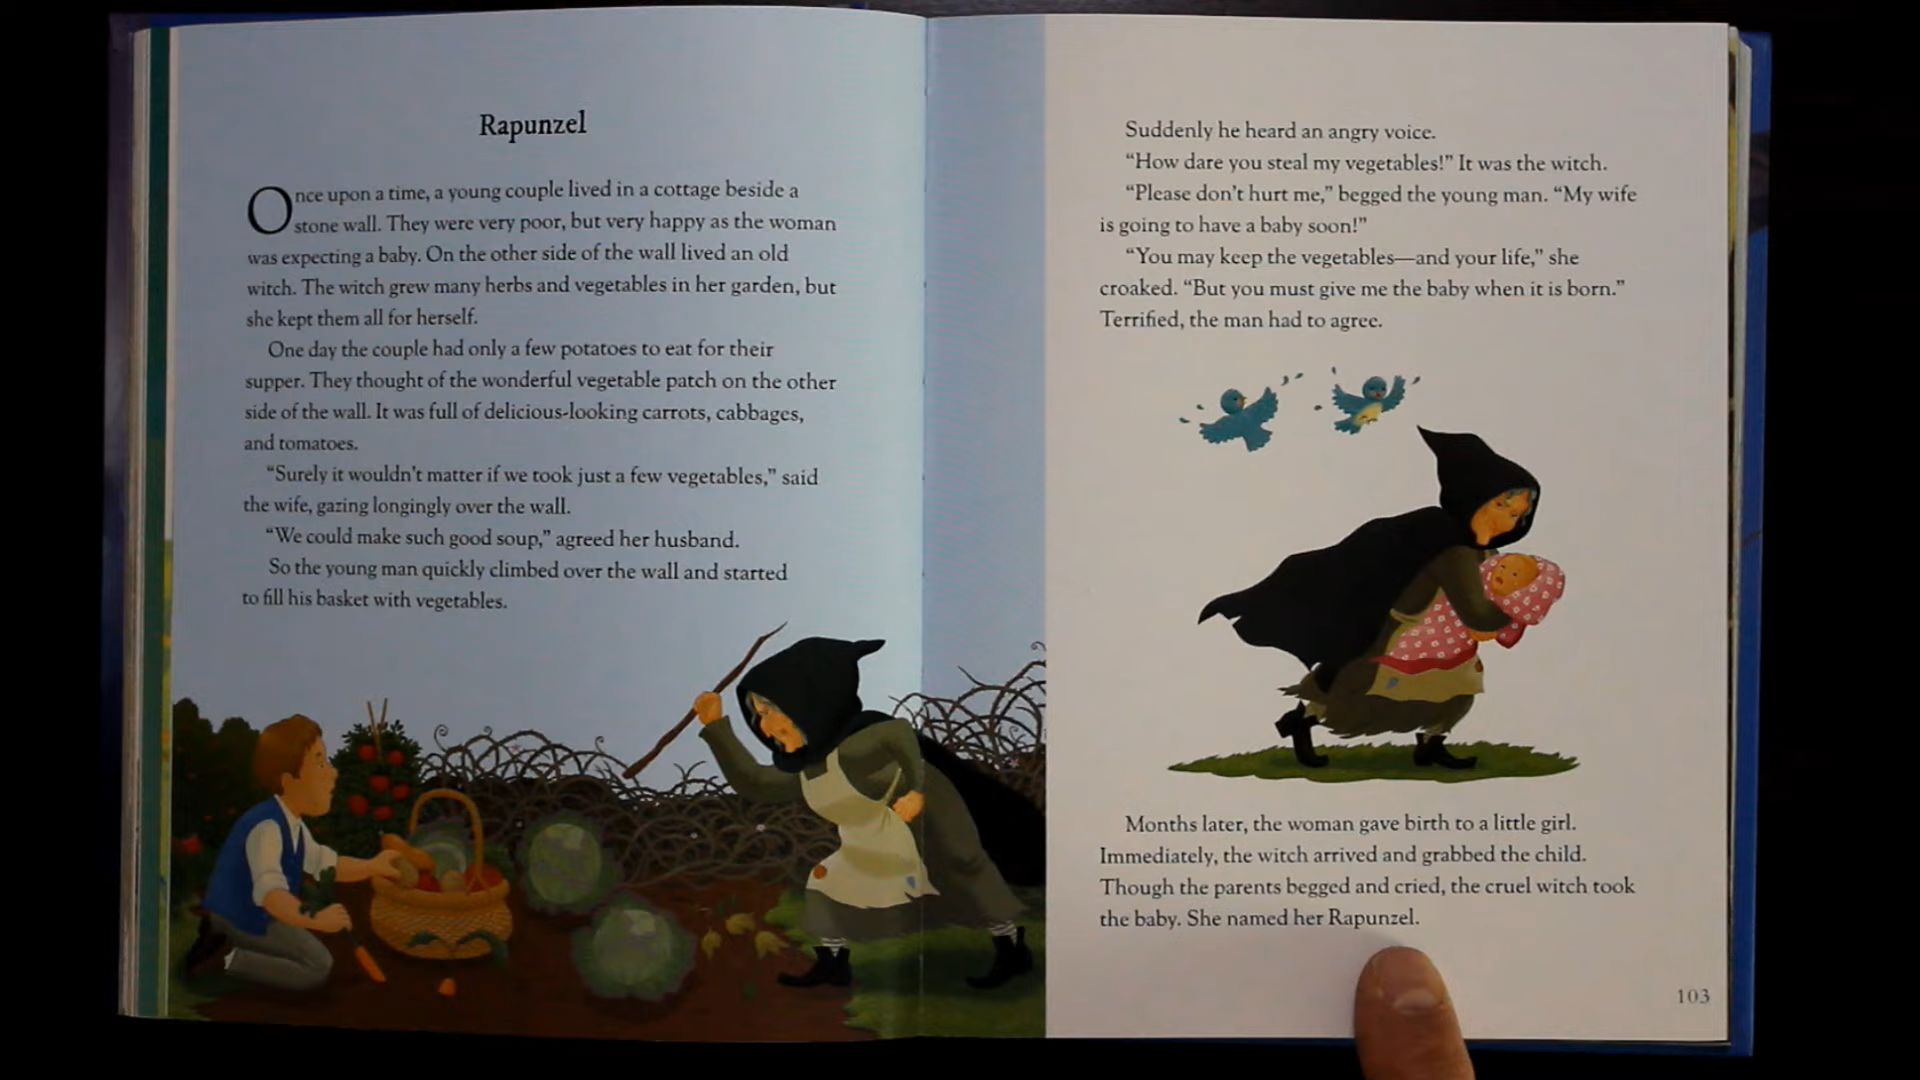 Rapunzel
Once upon a time, a young couple lived in a cottage beside a
stone wall. They were very poor, but very happy as the woman
was expecting a baby. On the other side of the wall lived an old
witch. The witch grew many herbs and vegetables in her garden, but
she kept them all for herself.
One day the couple had only a few potatoes to eat for their
supper. They thought of the wonderful vegetable patch on the other
side of the wall. It was full of delicious-looking carrots, cabbages,
and tomatoes.
“Surely it wouldn't matter if we took just a few vegetables,” said
the wife, gazing longingly over the wall.
“We could make such good soup,” agreed her husband.
So the young man quickly climbed over the wall and started
to fill his basket with vegetables.
Suddenly he heard an angry voice.
“How dare you steal my vegetables!” It was the witch.
“Please don't hurt me,” begged the young man. “My wife
is going to have a baby soon!”
“You may keep the vegetables—and your life,” she
croaked. “But you must give me the baby when it is born.”
Terrified, the man had to agree.
Months later, the woman gave birth to a little girl.
Immediately, the witch arrived and grabbed the child.
Though the parents begged and cried, the cruel witch took
the baby. She named her Rapunzel.
103